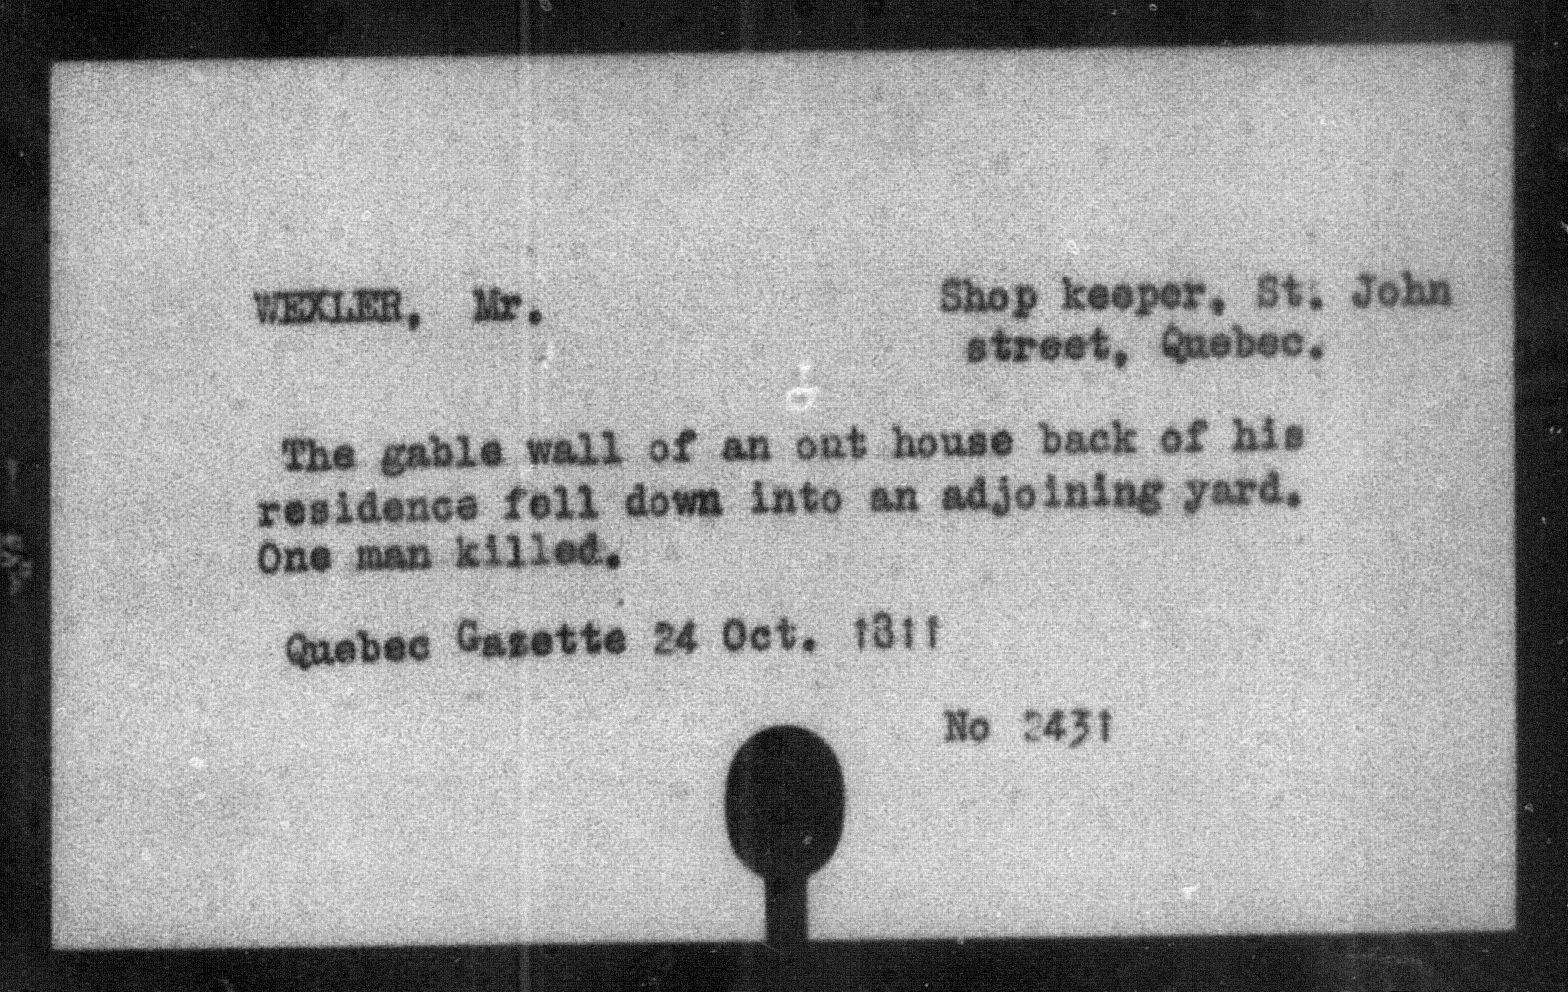 WEXLER, Mr. Shop keeper, St. John
street, Quebec.
The gable wall of an out house back of his
residence fell down into an adjoining yard.
One man killed.
Quebec Gazette 24 Oct. 1811
No 2431